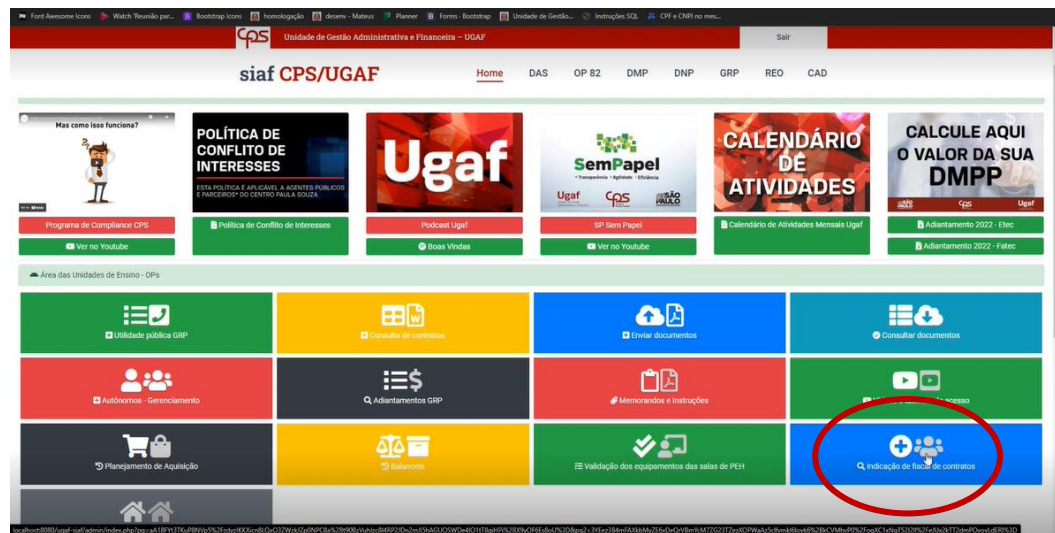 Font Awesome Icons
Watch 'Reunião par...
Bootstrap Icons
homologação
desenv - Mateus
Planner
Forms · Bootstrap
Unidade de Gestão...
Instruções SQL
CPF e CNPJ no mes...
cps
Unidade de Gestão Administrativa e Financeira – UGAF
Sair
siaf CPS/UGAF
Home
DAS
OP 82
DMP
DNP
GRP
REO
CAD
Mas como isso funciona?
POLÍTICA DE
CONFLITO DE
INTERESSES
ESTA POLÍTICA É APLICÁVEL A AGENTES PÚBLICOS
E PARCEIROS* DO CENTRO PAULA SOUZA
Ugaf
SemPapel
• Transparência • Agilidade • Eficiência
Ugaf
cps
SÃO PAULO
CALENDÁRIO
DE
ATIVIDADES
CALCULE AQUI
O VALOR DA SUA
DMPP
SÃO PAULO
cps
Ugaf
Programa de Compliance CPS
Política de Conflito de Interesses
Podcast Ugaf
SP Sem Papel
Calendário de Atividades Mensais Ugaf
Adiantamento 2022 - Etec
Ver no Youtube
Boas Vindas
Ver no Youtube
Adiantamento 2022 - Fatec
Área das Unidades de Ensino - OPs
Utilidade pública GRP
Consulta de contratos
Enviar documentos
Consultar documentos
Autônomos - Gerenciamento
Adiantamentos GRP
Memorandos e Instruções
acesso
Planejamento de Aquisição
Balancete
Validação dos equipamentos das salas de PEH
Indicação de fiscal de contratos